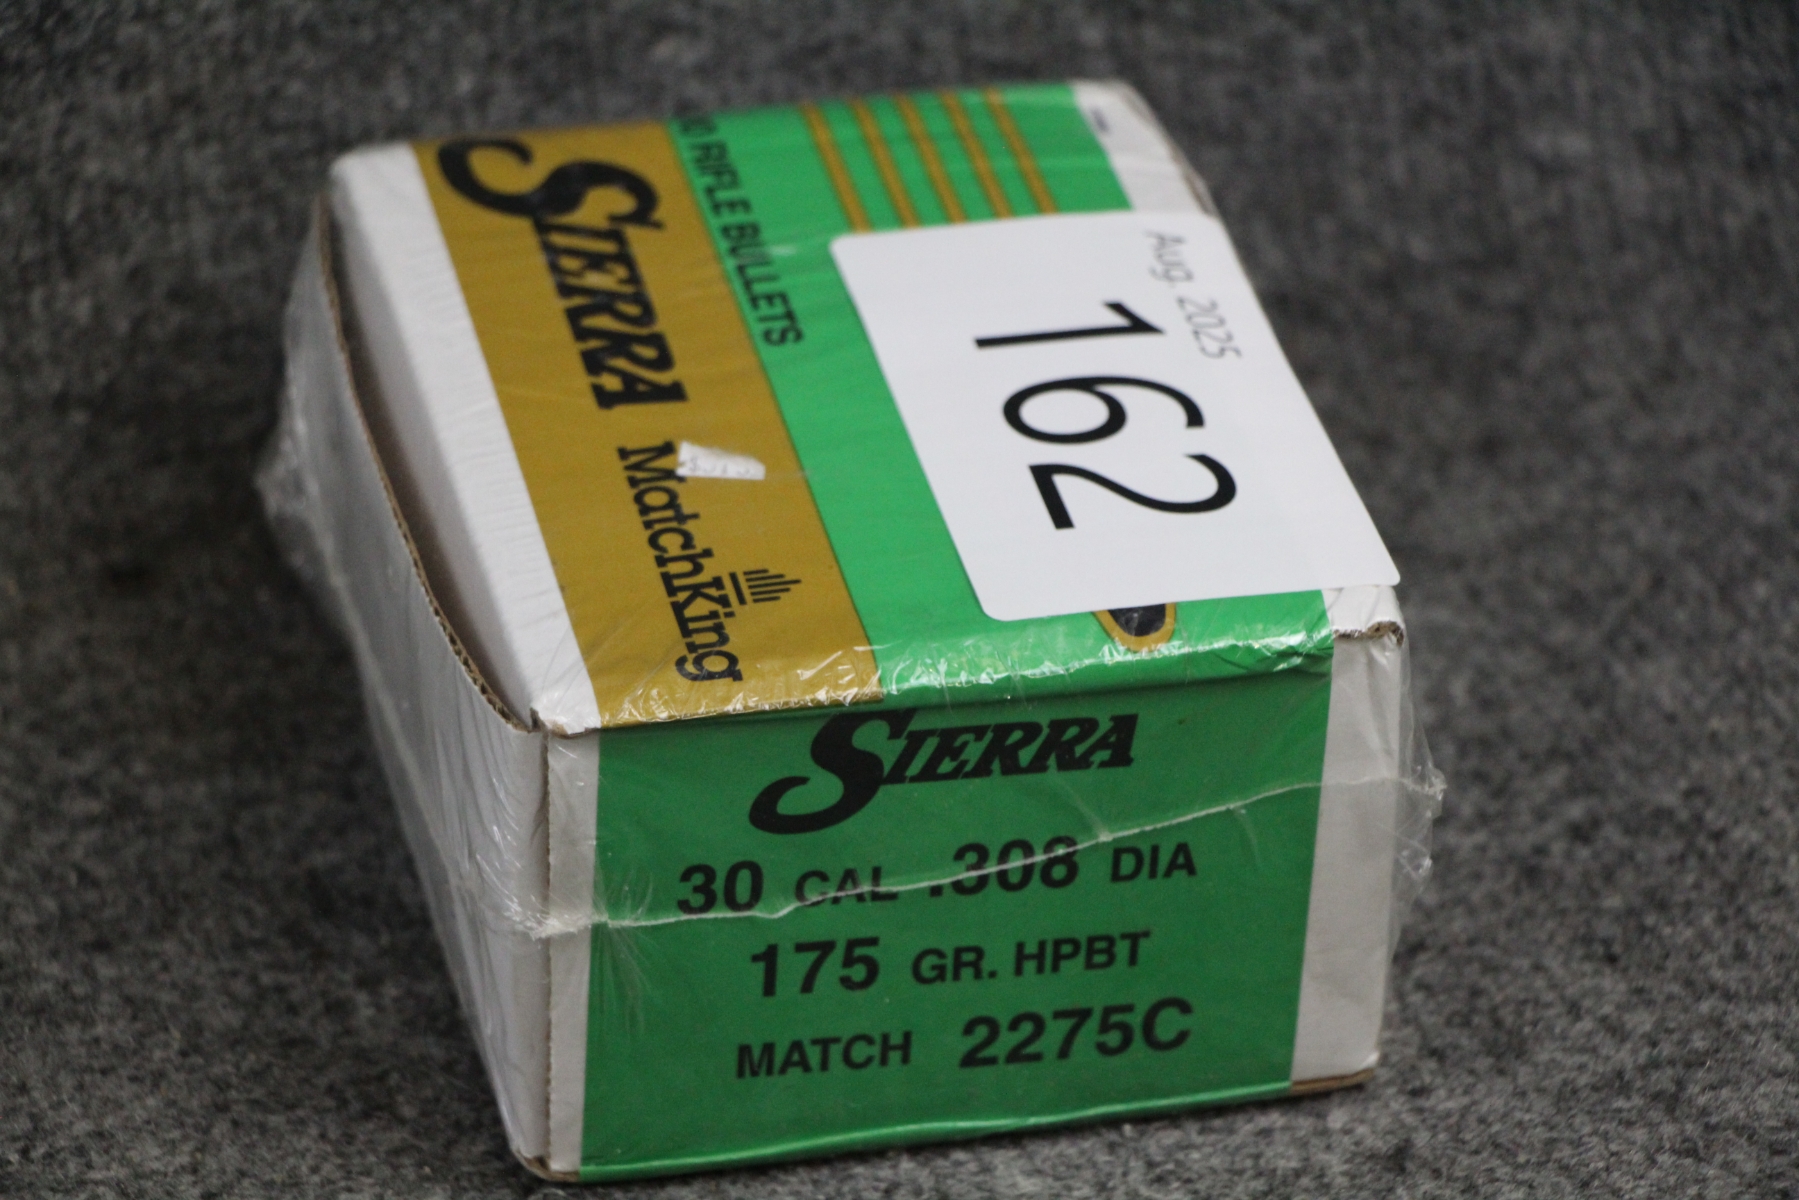 SIERRA MatchKing
RIFLE BULLETS
Aug. 2025
162
SIERRA
30 CAL .308 DIA
175 GR. HPBT
MATCH 2275C